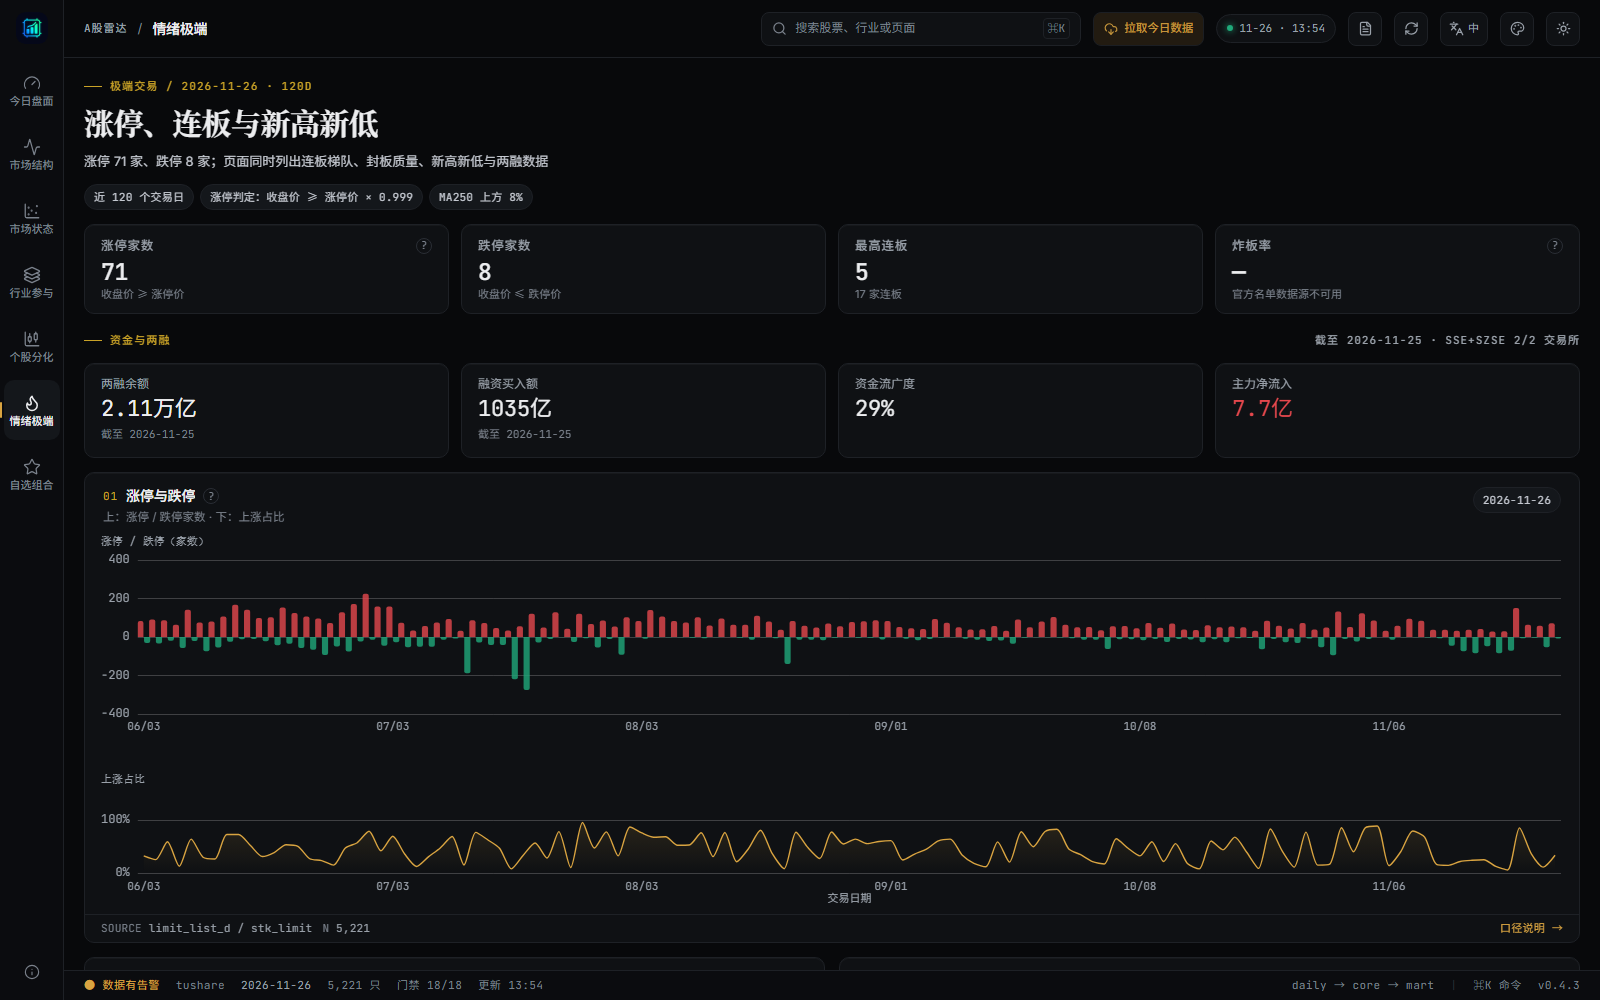 A股雷达 / 情绪极端
搜索股票、行业或页面 ⌘K
拉取今日数据
11-26 · 13:54
中
今日盘面
市场结构
市场状态
行业参与
个股分化
情绪极端
自选组合
极端交易 / 2026-11-26 · 120D
涨停、连板与新高新低
涨停 71 家、跌停 8 家；页面同时列出连板梯队、封板质量、新高新低与两融数据
近 120 个交易日
涨停判定：收盘价 ≥ 涨停价 × 0.999
MA250 上方 8%
涨停家数 ?
71
收盘价 ≥ 涨停价
跌停家数
8
收盘价 ≤ 跌停价
最高连板
5
17 家连板
炸板率 ?
—
官方名单数据源不可用
资金与两融
截至 2026-11-25 · SSE+SZSE 2/2 交易所
两融余额
2.11万亿
截至 2026-11-25
融资买入额
1035亿
截至 2026-11-25
资金流广度
29%
主力净流入
7.7亿
01 涨停与跌停 ?
2026-11-26
上：涨停 / 跌停家数 · 下：上涨占比
涨停 / 跌停（家数）
400
200
0
-200
-400
06/03 07/03 08/03 09/01 10/08 11/06
上涨占比
100%
0%
06/03 07/03 08/03 09/01 10/08 11/06
交易日期
SOURCE limit_list_d / stk_limit N 5,221
口径说明 →
数据有告警 tushare 2026-11-26 5,221 只 门禁 18/18 更新 13:54
daily → core → mart ⌘K 命令 v0.4.3